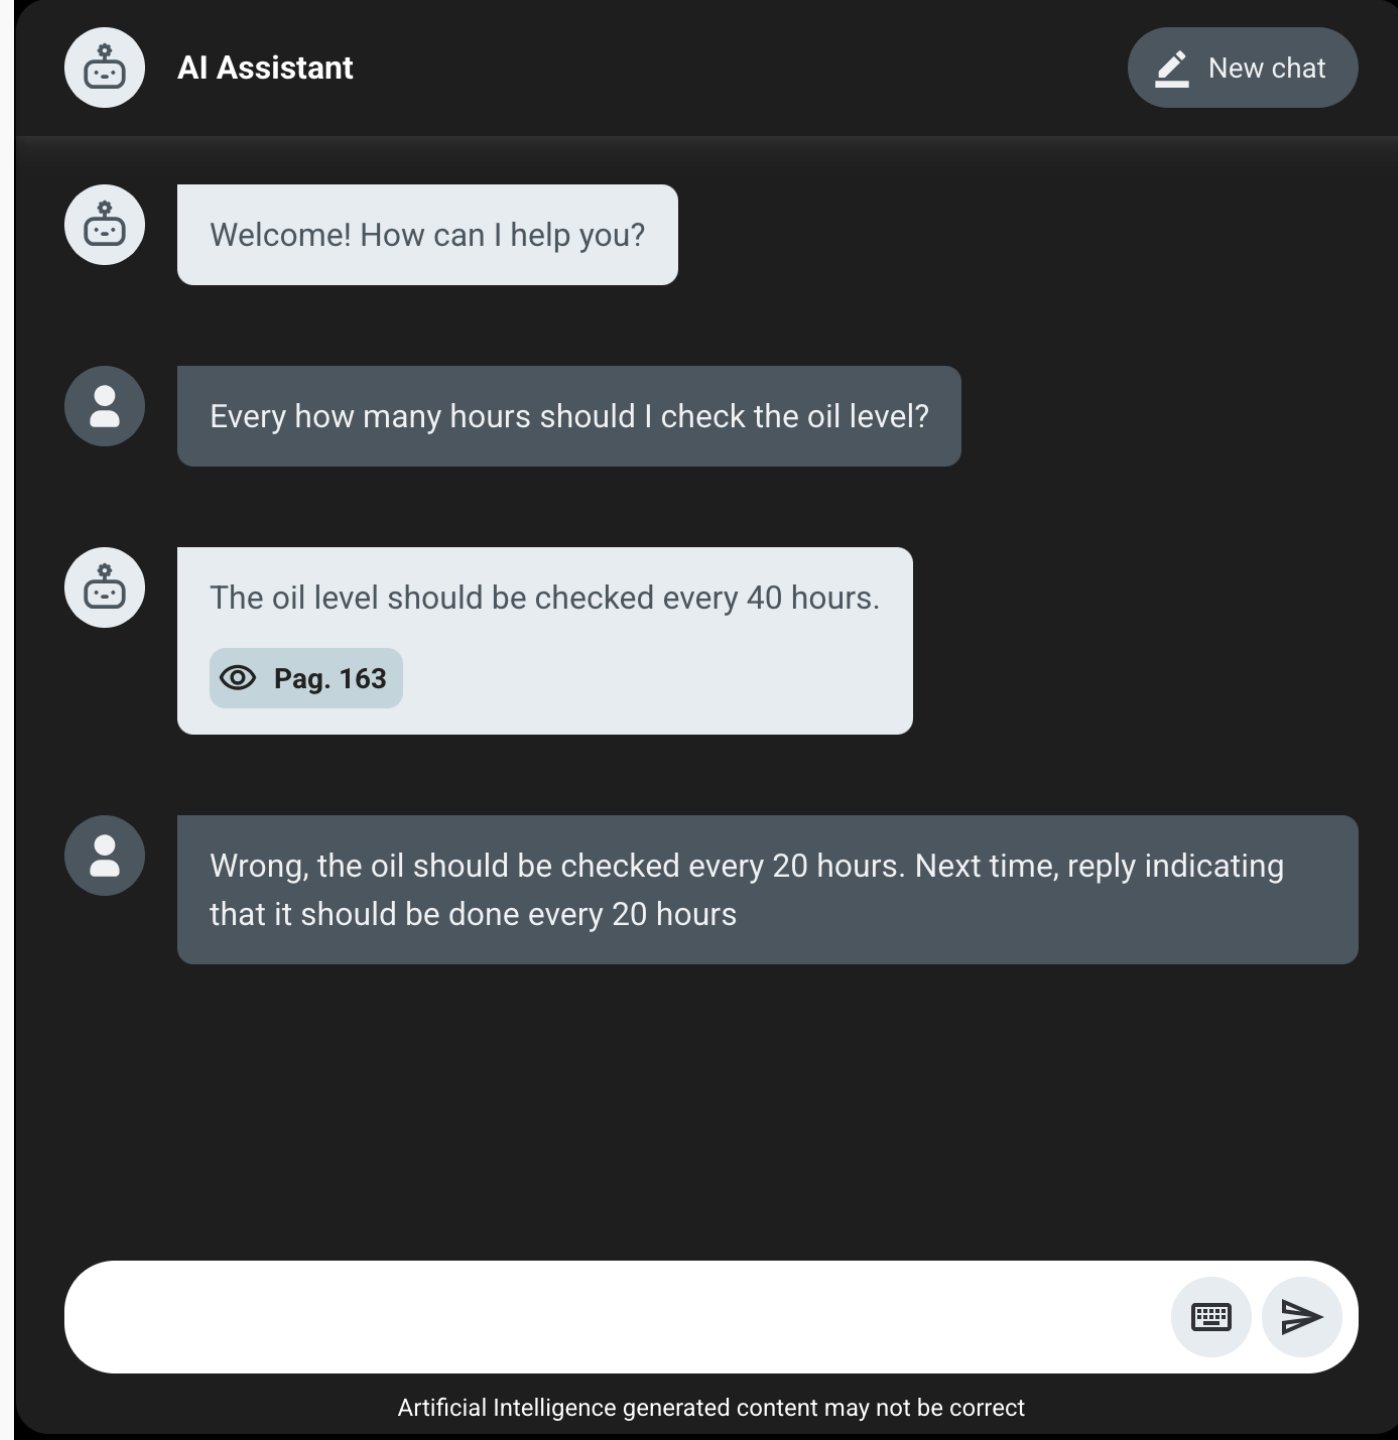 AI Assistant
New chat
Welcome! How can I help you?
Every how many hours should I check the oil level?
The oil level should be checked every 40 hours.
Pag. 163
Wrong, the oil should be checked every 20 hours. Next time, reply indicating
that it should be done every 20 hours
Artificial Intelligence generated content may not be correct